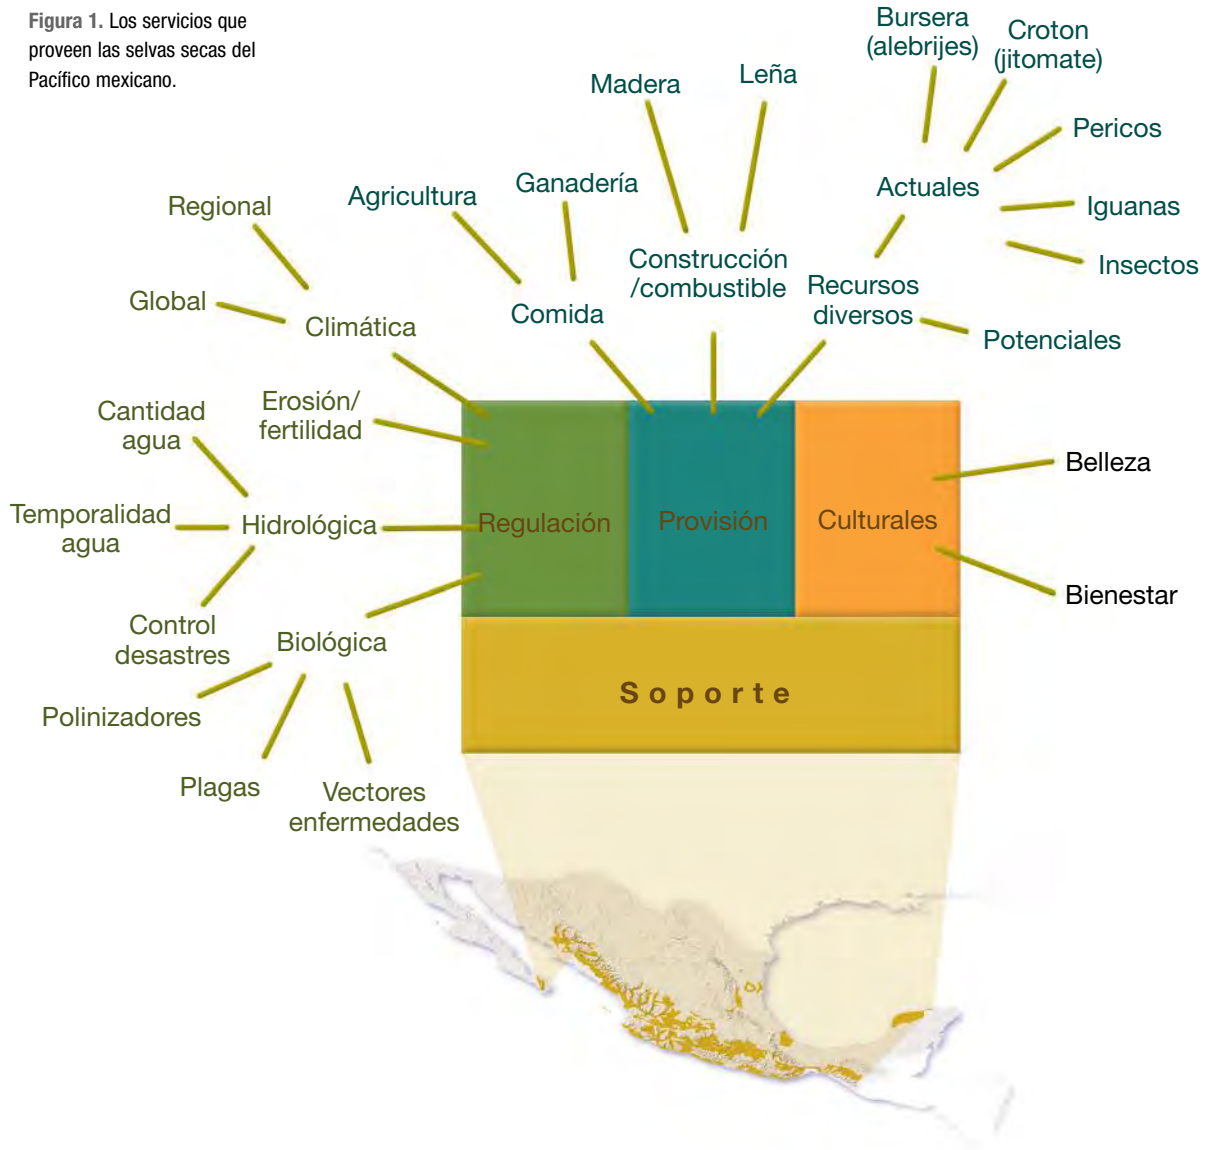 Figura 1. Los servicios que
proveen las selvas secas del
Pacífico mexicano.
Bursera
(alebrijes)
Croton
(jitomate)
Madera
Leña
Pericos
Actuales
Iguanas
Insectos
Agricultura
Ganadería
Regional
Construcción
/combustible
Recursos
diversos
Global
Comida
Climática
Potenciales
Cantidad
agua
Erosión/
fertilidad
Belleza
Temporalidad
agua
Hidrológica
Regulación
Provisión
Culturales
Bienestar
Control
desastres
Biológica
Soporte
Polinizadores
Plagas
Vectores
enfermedades